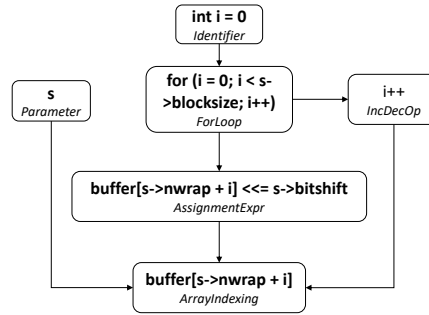 int i = 0
Identifier
for (i = 0; i < s-
>blocksize; i++)
ForLoop
s
Parameter
i++
IncDecOp
buffer[s->nwrap + i] <<= s->bitshift
AssignmentExpr
buffer[s->nwrap + i]
ArrayIndexing